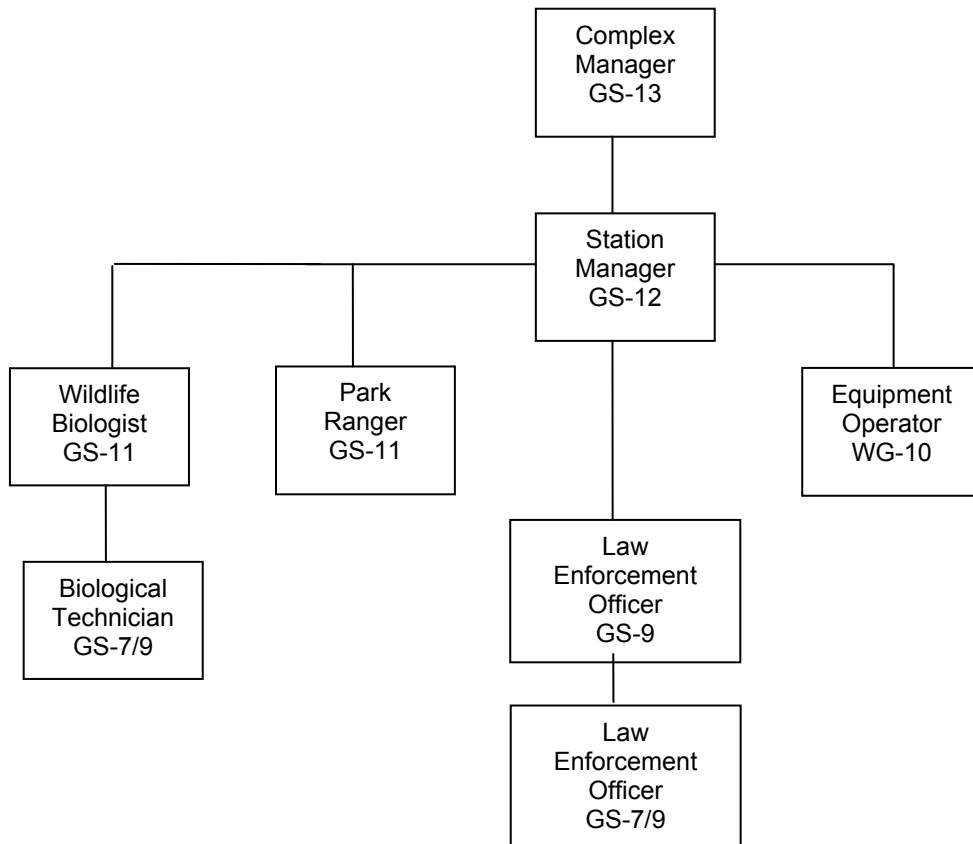 Complex
Manager
GS-13
Station
Manager
GS-12
Wildlife
Biologist
GS-11
Park
Ranger
GS-11
Equipment
Operator
WG-10
Biological
Technician
GS-7/9
Law
Enforcement
Officer
GS-9
Law
Enforcement
Officer
GS-7/9